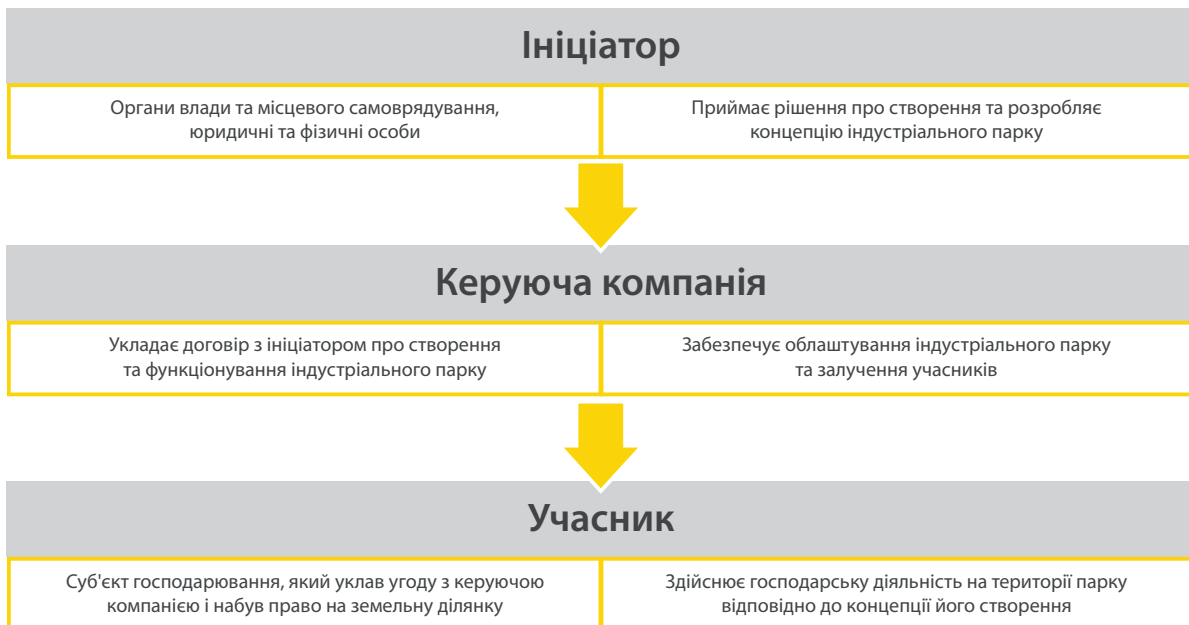 Ініціатор
Органи влади та місцевого самоврядування,
юридичні та фізичні особи
Приймає рішення про створення та розробляє
концепцію індустріального парку
Керуюча компанія
Укладає договір з ініціатором про створення
та функціонування індустріального парку
Забезпечує облаштування індустріального парку
та залучення учасників
Учасник
Суб'єкт господарювання, який уклав угоду з керуючою
компанією і набув право на земельну ділянку
Здійснює господарську діяльність на території парку
відповідно до концепції його створення